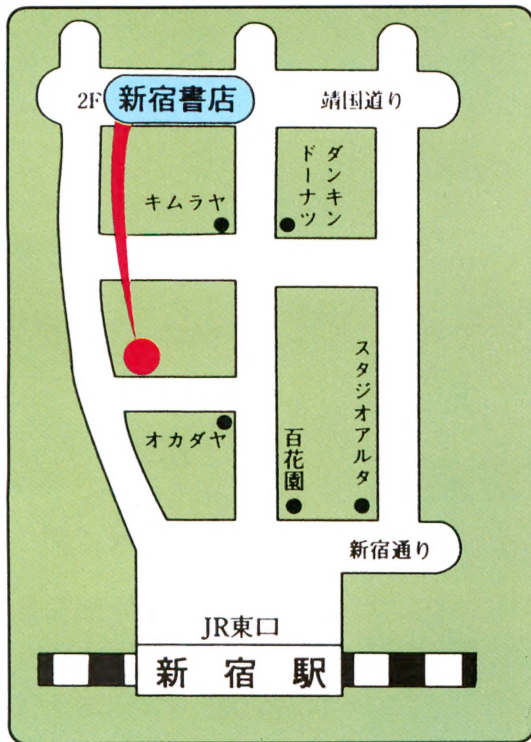 2F 新宿書店
靖国道り
キムラヤ
ダンキン
ドーナツ
オカダヤ
百花園
スタジオアルタ
新宿通り
JR東口
新宿駅